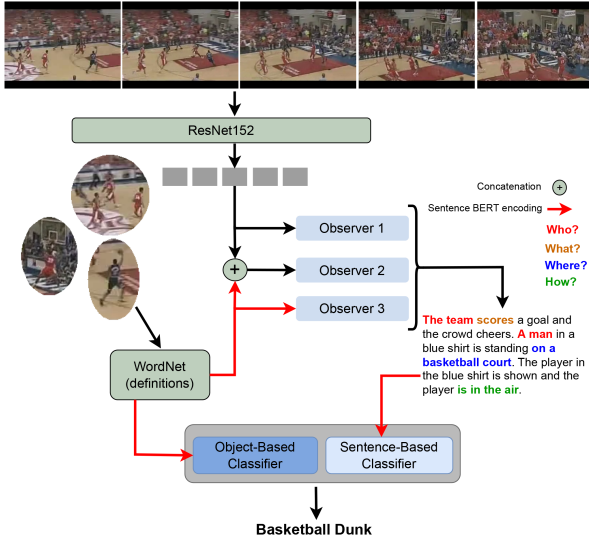 ResNet152
Concatenation
+
Sentence BERT encoding
Who?
What?
Where?
How?
Observer 1
+
Observer 2
Observer 3
The team scores a goal and
the crowd cheers. A man in a
blue shirt is standing on a
basketball court. The player in
the blue shirt is shown and the
player is in the air.
WordNet
(definitions)
Object-Based
Classifier
Sentence-Based
Classifier
Basketball Dunk